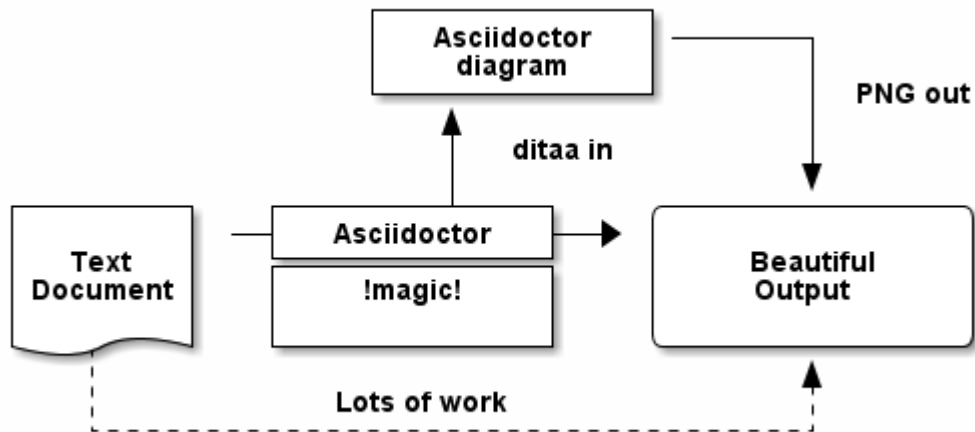 Asciidoctor
diagram
PNG out
ditaa in
Text
Document
Asciidoctor
!magic!
Beautiful
Output
Lots of work